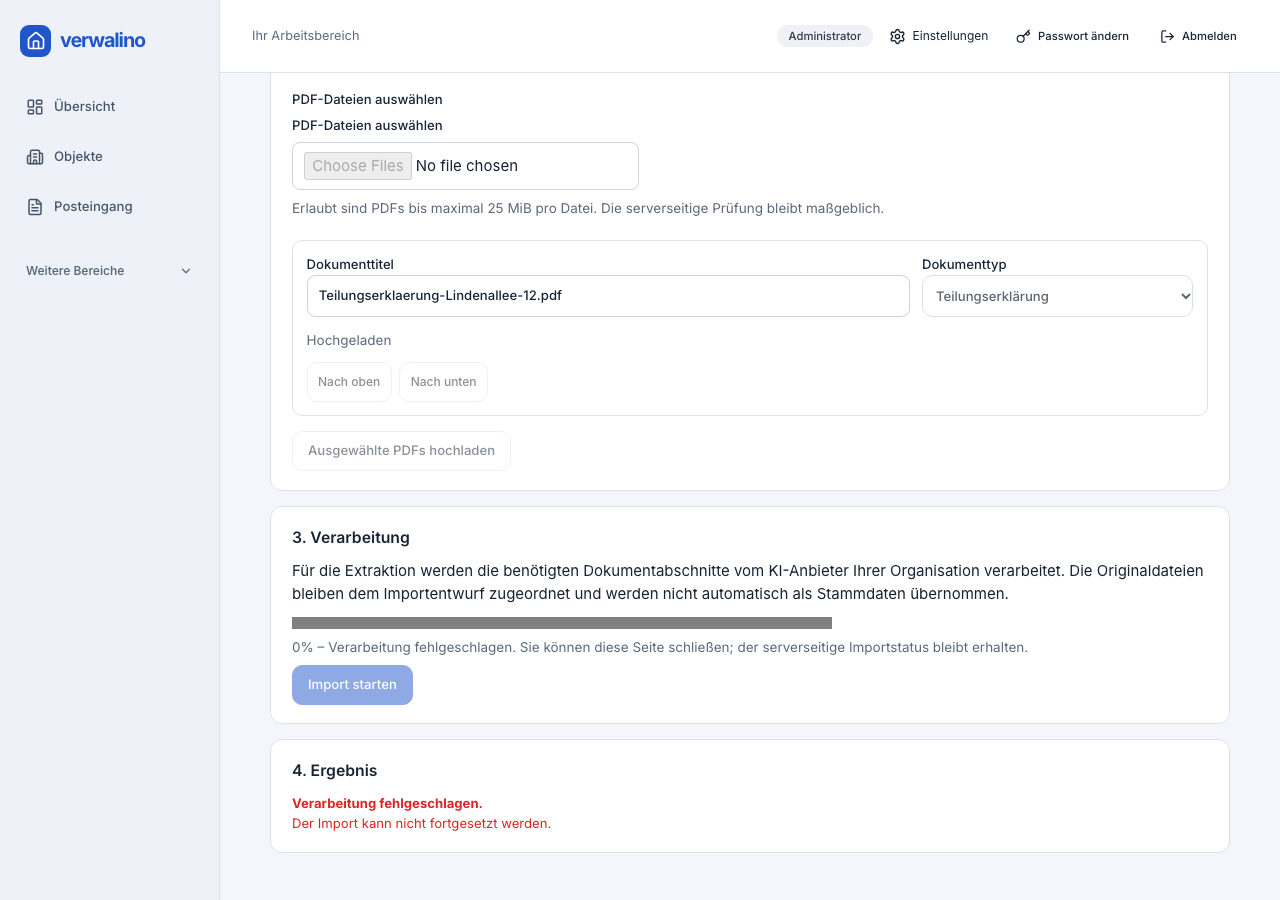 verwalino
Ihr Arbeitsbereich
Administrator
Einstellungen
Passwort ändern
Abmelden
Übersicht
Objekte
Posteingang
Weitere Bereiche
PDF-Dateien auswählen
PDF-Dateien auswählen
Choose Files No file chosen
Erlaubt sind PDFs bis maximal 25 MiB pro Datei. Die serverseitige Prüfung bleibt maßgeblich.
Dokumenttitel
Dokumenttyp
Teilungserklaerung-Lindenallee-12.pdf
Teilungserklärung
Hochgeladen
Nach oben
Nach unten
Ausgewählte PDFs hochladen
3. Verarbeitung
Für die Extraktion werden die benötigten Dokumentabschnitte vom KI-Anbieter Ihrer Organisation verarbeitet. Die Originaldateien
bleiben dem Importentwurf zugeordnet und werden nicht automatisch als Stammdaten übernommen.
0% – Verarbeitung fehlgeschlagen. Sie können diese Seite schließen; der serverseitige Importstatus bleibt erhalten.
Import starten
4. Ergebnis
Verarbeitung fehlgeschlagen.
Der Import kann nicht fortgesetzt werden.